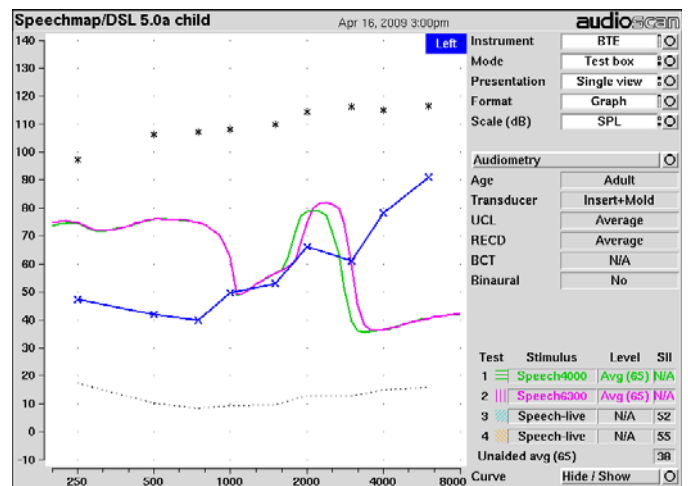 Speechmap/DSL 5.0a child Apr 16, 2009 3:00pm audioscan
Left
140
130
120
110
100
90
80
70
60
50
40
30
20
10
0
-10
250 500 1000 2000 4000 8000
Instrument BTE
Mode Test box
Presentation Single view
Format Graph
Scale (dB) SPL
Audiometry
Age Adult
Transducer Insert+Mold
UCL Average
RECD Average
BCT N/A
Binaural No
Test Stimulus Level SII
1 Speech4000 Avg (65) N/A
2 Speech6300 Avg (65) N/A
3 Speech-live N/A 52
4 Speech-live N/A 55
Unaided avg (65) 38
Curve Hide / Show